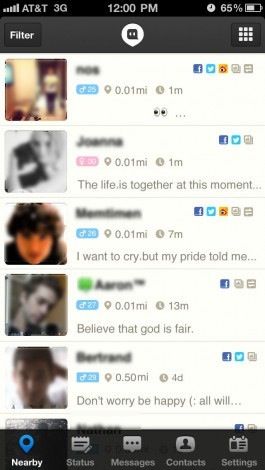 AT&T 3G 12:00 PM 65%
Filter
nos
♂25 0.01mi 1m
👀 ...
Joanna
♀30 0.01mi 1m
The life.is together at this moment...
Memtimen
♂26 0.01mi 7m
I want to cry.but my pride told me...
Aaron™
♂27 0.01mi 13m
Believe that god is fair.
Bertrand
♂29 0.50mi 4d
Don't worry be happy (: all will...
Nearby Status Messages Contacts Settings